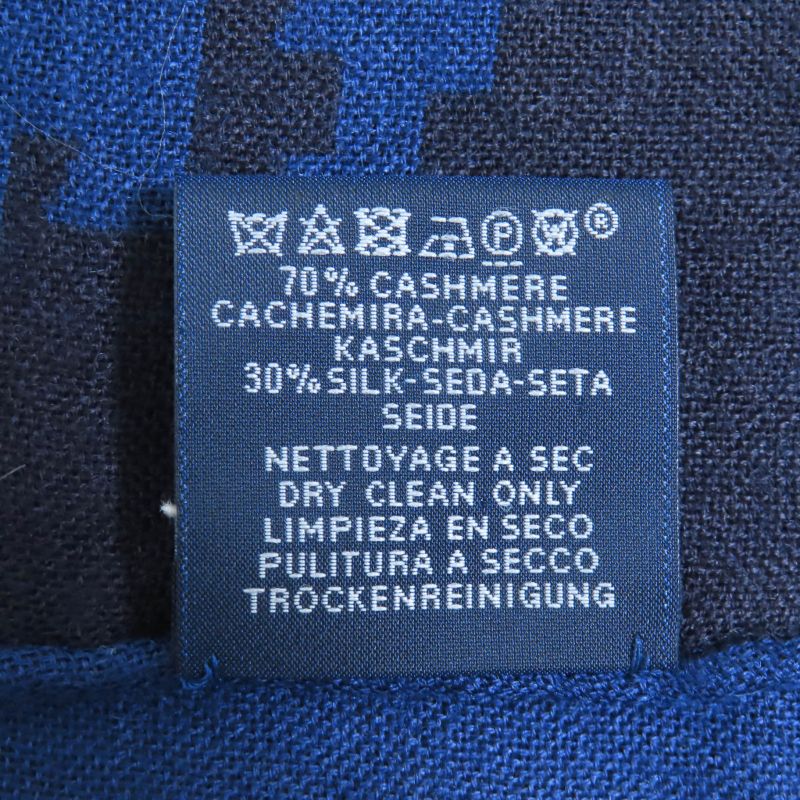 P W ®
70% CASHMERE
CACHEMIRA-CASHMERE
KASCHMIR
30% SILK-SEDA-SETA
SEIDE
NETTOYAGE A SEC
DRY CLEAN ONLY
LIMPIEZA EN SECO
PULITURA A SECCO
TROCKENREINIGUNG